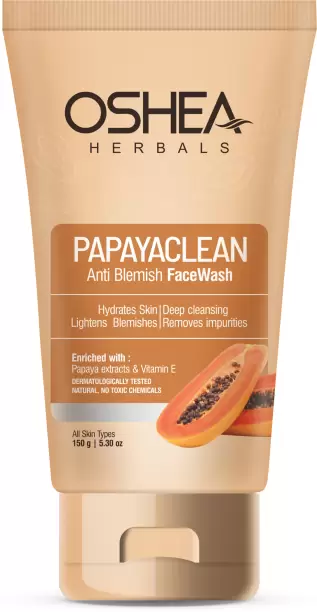 OSHEA
HERBALS
PAPAYACLEAN
Anti Blemish FaceWash
Hydrates Skin | Deep cleansing
Lightens Blemishes | Removes impurities
Enriched with :
Papaya extracts & Vitamin E
DERMATOLOGICALLY TESTED
NATURAL, NO TOXIC CHEMICALS
All Skin Types
150 g | 5.30 oz